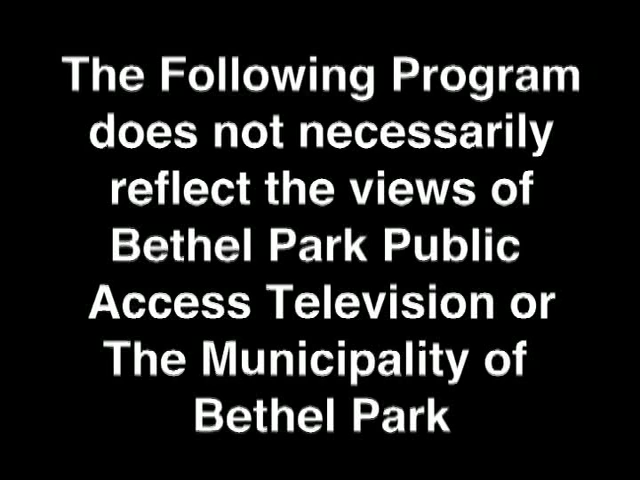 The Following Program
does not necessarily
reflect the views of
Bethel Park Public
Access Television or
The Municipality of
Bethel Park